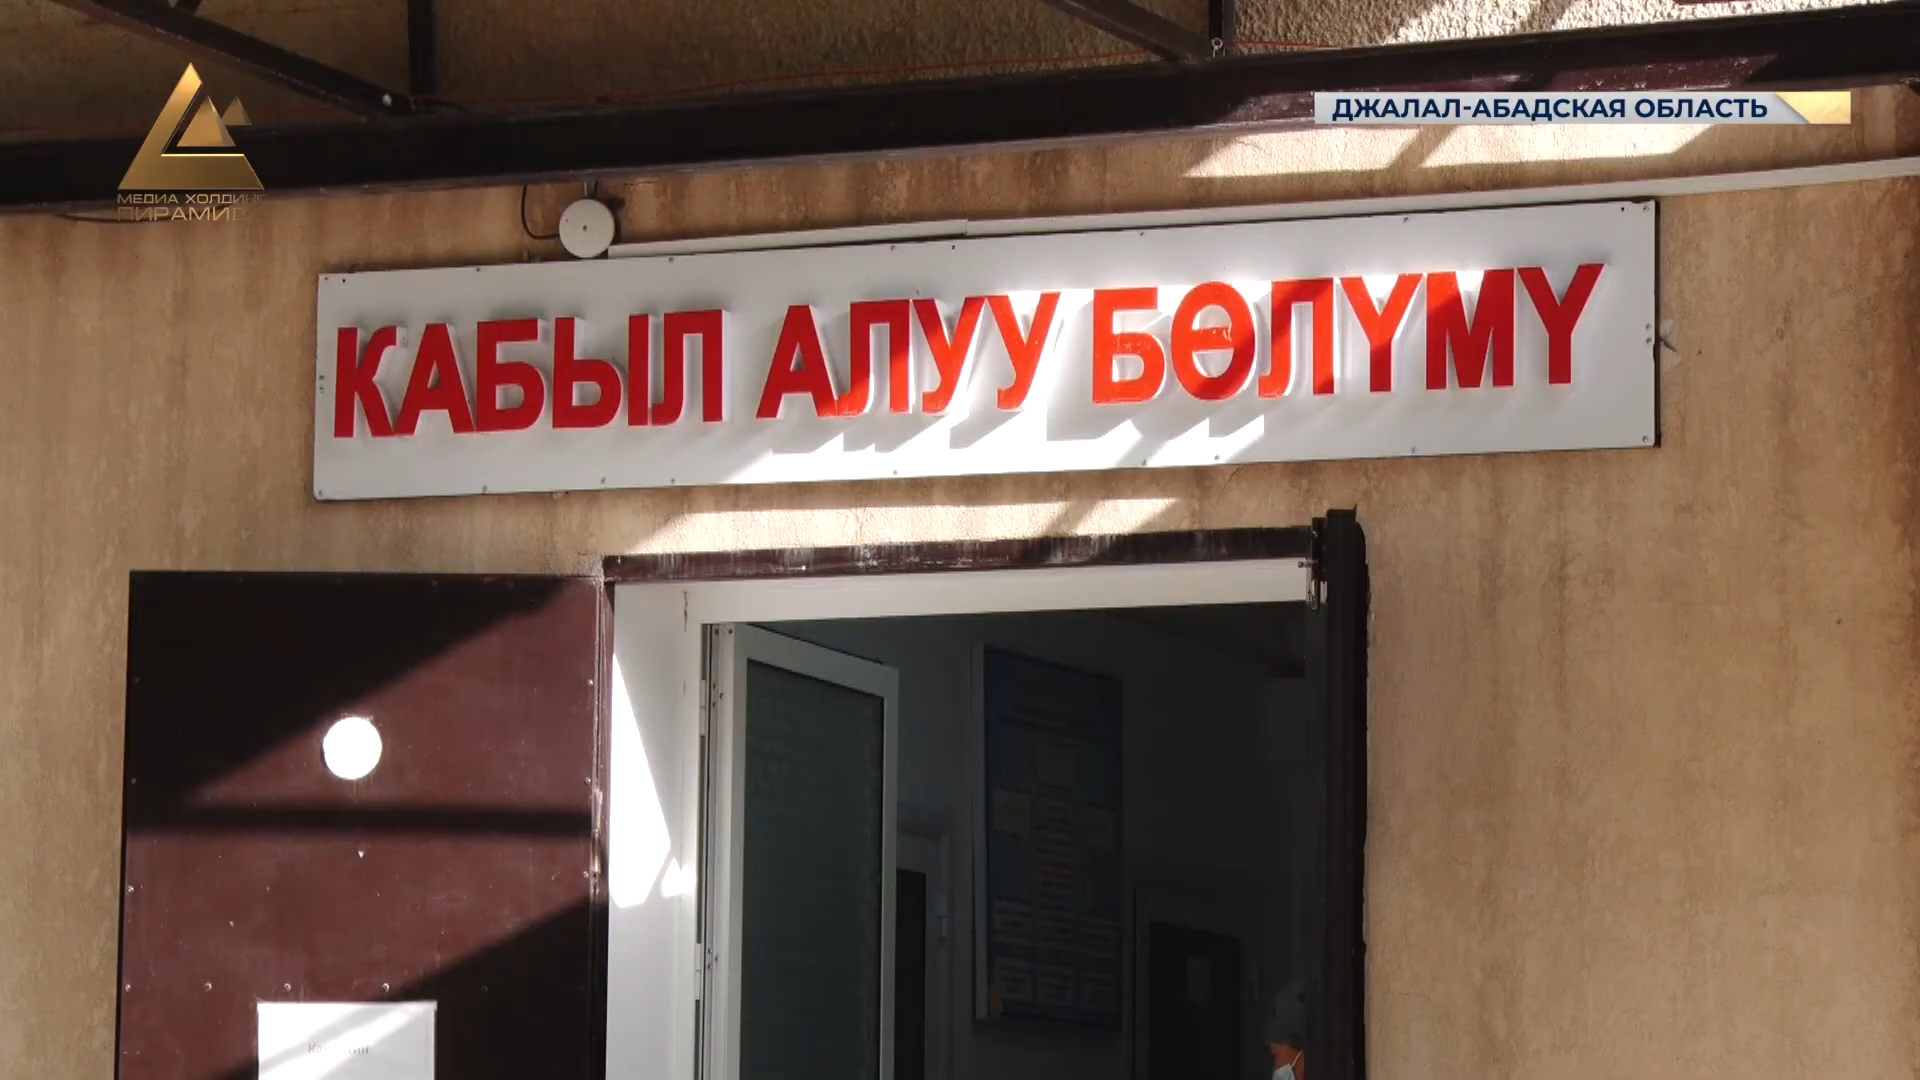 ДЖАЛАЛ-АБАДСКАЯ ОБЛАСТЬ
МЕДИА ХОЛДИНГ
ПИРАМИДА
КАБЫЛ АЛУУ БӨЛҮМҮ